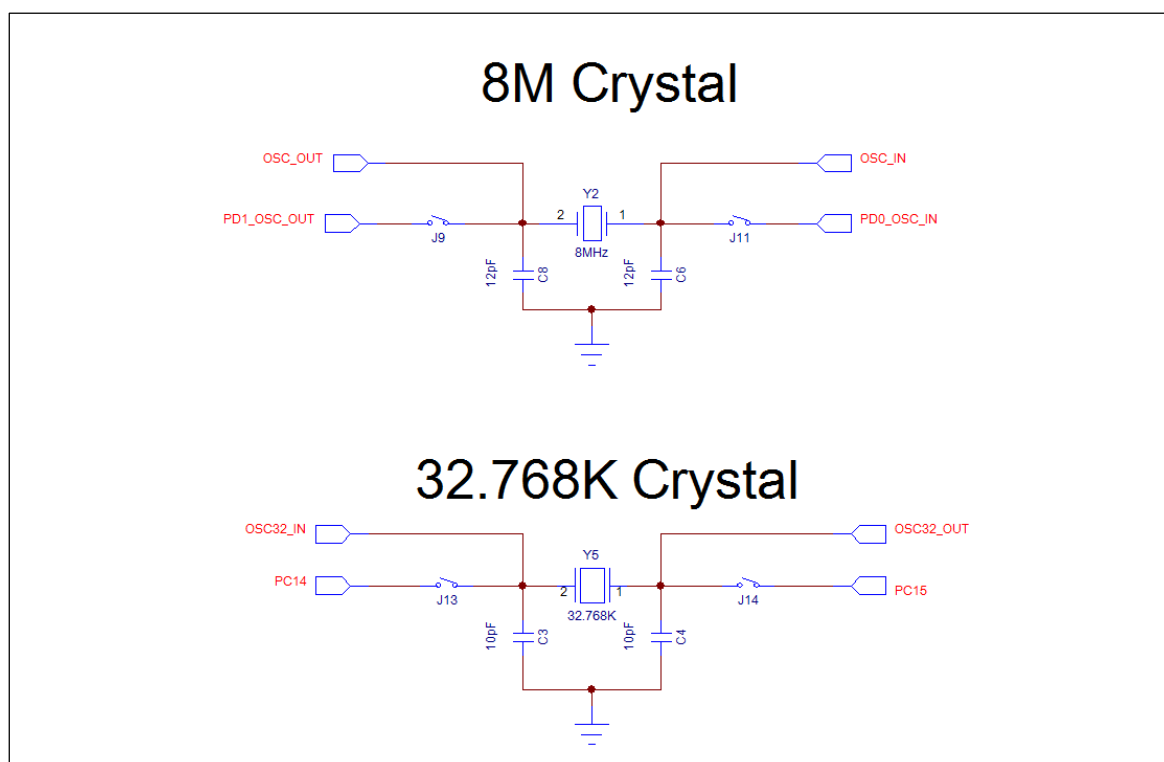 8M Crystal
OSC_OUT
OSC_IN
Y2
PD1_OSC_OUT
2
1
PD0_OSC_IN
J9
8MHz
J11
12pF
C8
12pF
C6
32.768K Crystal
OSC32_IN
OSC32_OUT
Y5
PC14
2
1
PC15
J13
32.768K
J14
10pF
C3
10pF
C4